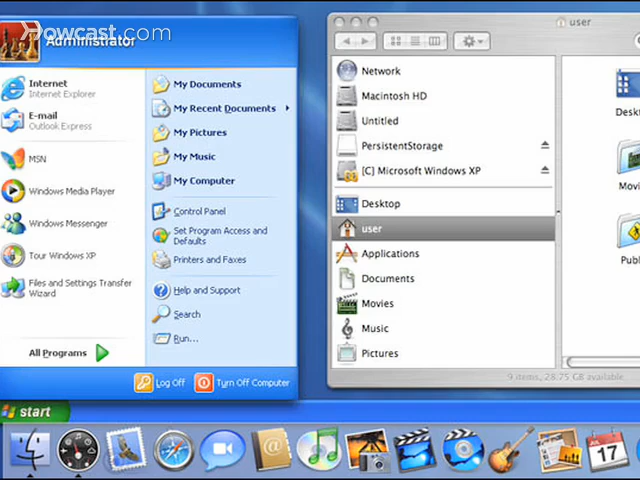 Howcast.com
Administrator
Internet
Internet Explorer
E-mail
Outlook Express
MSN
Windows Media Player
Windows Messenger
Tour Windows XP
Files and Settings Transfer
Wizard
All Programs
My Documents
My Recent Documents
My Pictures
My Music
My Computer
Control Panel
Set Program Access and
Defaults
Printers and Faxes
Help and Support
Search
Run...
Log Off
Turn Off Computer
start
user
Network
Macintosh HD
Untitled
PersistentStorage
[C] Microsoft Windows XP
Desktop
user
Applications
Documents
Movies
Music
Pictures
Deskt
Movi
Publ
9 items, 28.75 GB available
JUL
17